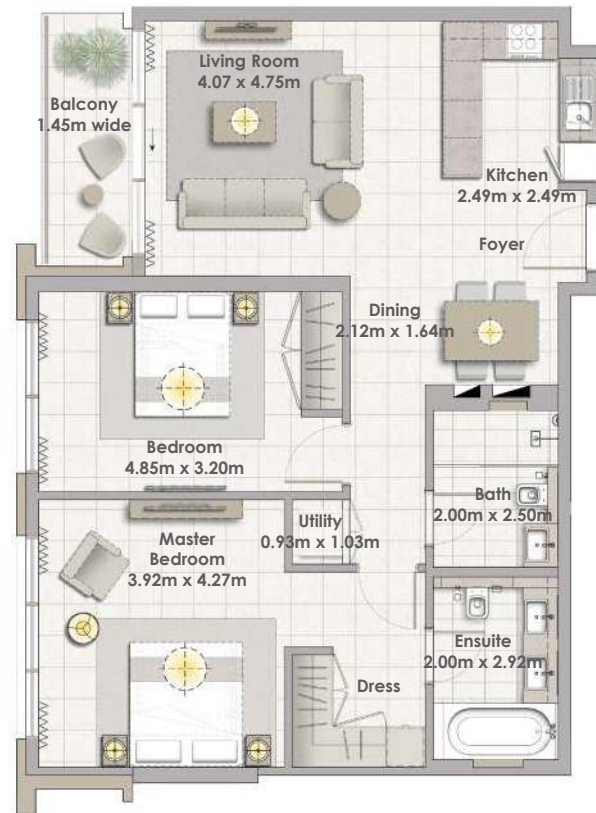 Living Room
4.07 x 4.75m
Balcony
1.45m wide
Kitchen
2.49m x 2.49m
Foyer
Dining
2.12m x 1.64m
Bedroom
4.85m x 3.20m
Bath
2.00m x 2.50m
Utility
0.93m x 1.03m
Master
Bedroom
3.92m x 4.27m
Ensuite
2.00m x 2.92m
Dress